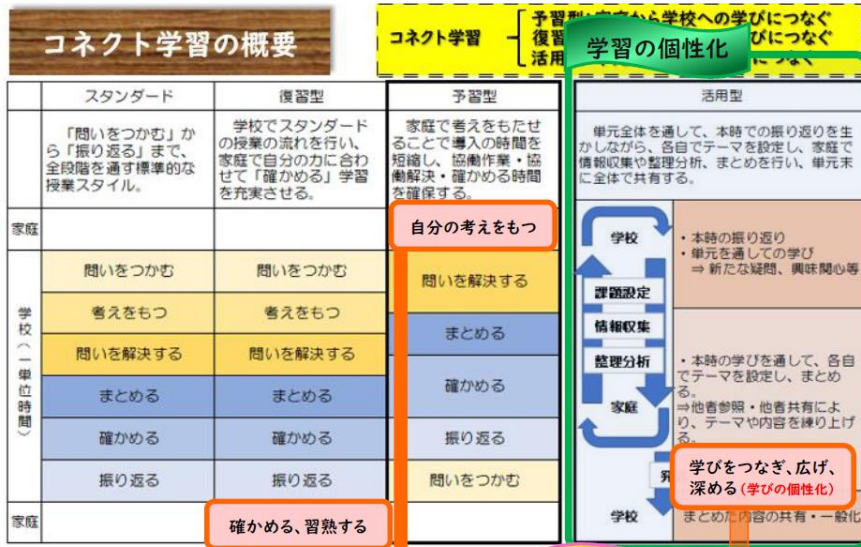 コネクト学習の概要
コネクト学習
予習型
から学校への学びにつなぐ
復習
びにつなぐ
活用
つなぐ
学習の個性化
スタンダード
「問いをつかむ」か
ら「振り返る」まで、
全段階を通す標準的な
授業スタイル。
復習型
学校でスタンダード
の授業の流れを行い、
家庭で自分の力に合わ
せて「確かめる」学習
を充実させる。
予習型
家庭で考えをもたせ
ることで導入の時間を
短縮し、協働作業・協
働解決・確かめる時間
を確保する。
活用型
単元全体を通して、本時での振り返りを生
かしながら、各自でテーマを設定し、家庭で
情報収集や整理分析、まとめを行い、単元末
に全体で共有する。
家庭
自分の考えをもつ
学校（一単位時間）
問いをつかむ
考えをもつ
問いを解決する
まとめる
確かめる
振り返る
問いをつかむ
考えをもつ
問いを解決する
まとめる
確かめる
振り返る
問いを解決する
まとめる
確かめる
振り返る
問いをつかむ
家庭
確かめる、習熟する
学校
課題設定
情報収集
整理分析
家庭
学校
・本時の振り返り
・単元を通しての学び
⇒ 新たな疑問、興味関心等
・本時の学びを通して、各自
でテーマを設定し、まとめ
る。
⇒他者参照・他者共有によ
り、テーマや内容を練り上げ
る。
学びをつなぎ、広げ、
深める(学びの個性化)
まとめた内容の共有・一般化